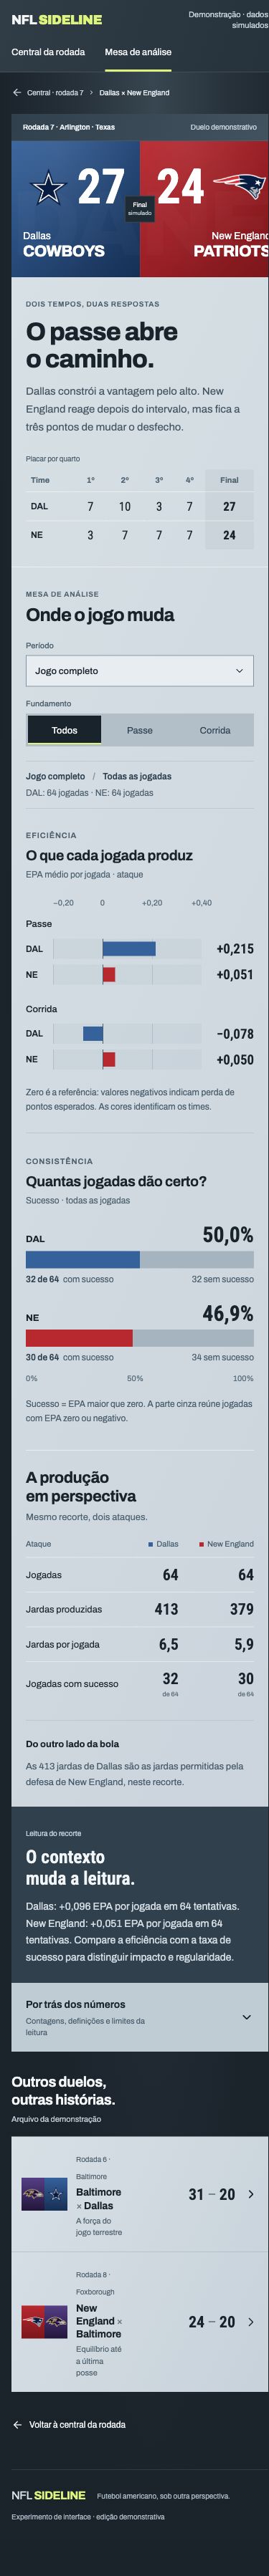 NFL SIDELINE
Demonstração · dados
simulados
Central da rodada
Mesa de análise
← Central · rodada 7 › Dallas × New England
Rodada 7 · Arlington · Texas
Duelo demonstrativo
27
24
Final
simulado
Dallas
COWBOYS
New England
PATRIOTS
DOIS TEMPOS, DUAS RESPOSTAS
O passe abre
o caminho.
Dallas constrói a vantagem pelo alto. New
England reage depois do intervalo, mas fica a
três pontos de mudar o desfecho.
Placar por quarto
Time 1º 2º 3º 4º Final
DAL 7 10 3 7 27
NE 3 7 7 7 24
MESA DE ANÁLISE
Onde o jogo muda
Período
Jogo completo
Fundamento
Todos Passe Corrida
Jogo completo / Todas as jogadas
DAL: 64 jogadas · NE: 64 jogadas
EFICIÊNCIA
O que cada jogada produz
EPA médio por jogada · ataque
−0,20 0 +0,20 +0,40
Passe
DAL +0,215
NE +0,051
Corrida
DAL −0,078
NE +0,050
Zero é a referência: valores negativos indicam perda de
pontos esperados. As cores identificam os times.
CONSISTÊNCIA
Quantas jogadas dão certo?
Sucesso · todas as jogadas
DAL 50,0%
32 de 64 com sucesso 32 sem sucesso
NE 46,9%
30 de 64 com sucesso 34 sem sucesso
0% 50% 100%
Sucesso = EPA maior que zero. A parte cinza reúne jogadas
com EPA zero ou negativo.
A produção
em perspectiva
Mesmo recorte, dois ataques.
Ataque Dallas New England
Jogadas 64 64
Jardas produzidas 413 379
Jardas por jogada 6,5 5,9
Jogadas com sucesso 32 30
de 64 de 64
Do outro lado da bola
As 413 jardas de Dallas são as jardas permitidas pela
defesa de New England, neste recorte.
Leitura do recorte
O contexto
muda a leitura.
Dallas: +0,096 EPA por jogada em 64 tentativas.
New England: +0,051 EPA por jogada em 64
tentativas. Compare a eficiência com a taxa de
sucesso para distinguir impacto e regularidade.
Por trás dos números
Contagens, definições e limites da
leitura
Outros duelos,
outras histórias.
Arquivo da demonstração
Rodada 6 ·
Baltimore
Baltimore
× Dallas
A força do
jogo terrestre
31 – 20
Rodada 8 ·
Foxborough
New
England ×
Baltimore
Equilíbrio até
a última
posse
24 – 20
← Voltar à central da rodada
NFL SIDELINE Futebol americano, sob outra perspectiva.
Experimento de interface · edição demonstrativa